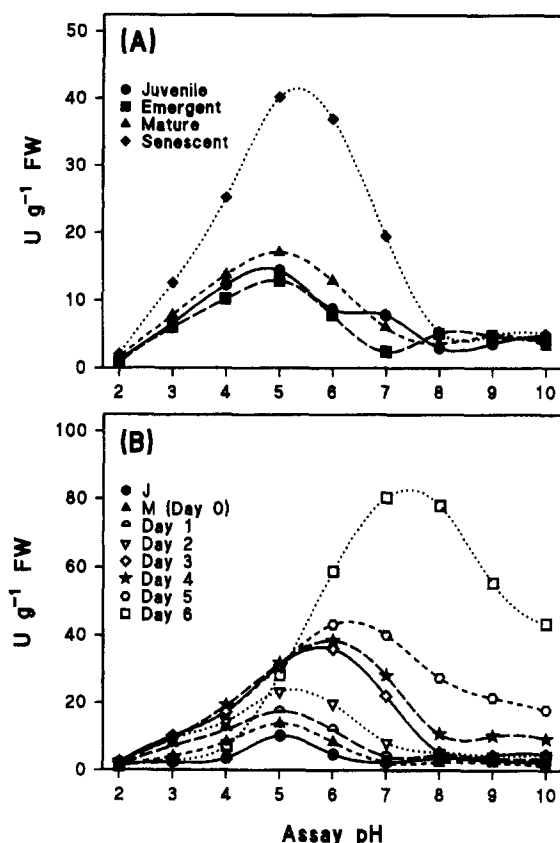 (A)
Juvenile
Emergent
Mature
Senescent
U g⁻¹ FW
50
40
30
20
10
0
2 3 4 5 6 7 8 9 10
(B)
J
M (Day 0)
Day 1
Day 2
Day 3
Day 4
Day 5
Day 6
U g⁻¹ FW
100
80
60
40
20
0
2 3 4 5 6 7 8 9 10
Assay pH